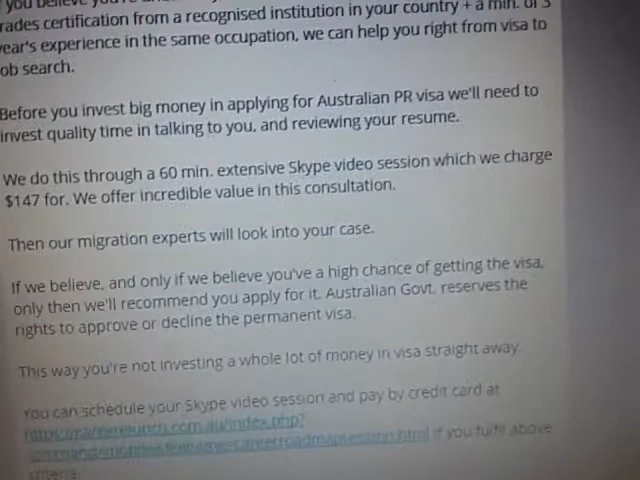 you believe
rades certification from a recognised institution in your country + a min. of 3
year's experience in the same occupation, we can help you right from visa to
ob search.
Before you invest big money in applying for Australian PR visa we'll need to
invest quality time in talking to you, and reviewing your resume.
We do this through a 60 min. extensive Skype video session which we charge
$147 for. We offer incredible value in this consultation.
Then our migration experts will look into your case.
If we believe, and only if we believe you've a high chance of getting the visa,
only then we'll recommend you apply for it. Australian Govt. reserves the
rights to approve or decline the permanent visa.
This way you're not investing a whole lot of money in visa straight away.
You can schedule your Skype video session and pay by credit card at
if you fulfil above
criteria